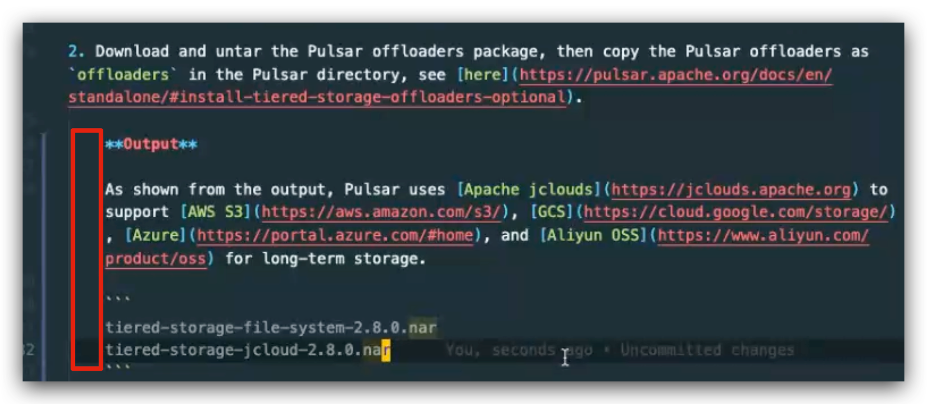 2. Download and untar the Pulsar offloaders package, then copy the Pulsar offloaders as
`offloaders` in the Pulsar directory, see [here](https://pulsar.apache.org/docs/en/
standalone/#install-tiered-storage-offloaders-optional).
**Output**
As shown from the output, Pulsar uses [Apache jclouds](https://jclouds.apache.org) to
support [AWS S3](https://aws.amazon.com/s3/), [GCS](https://cloud.google.com/storage/)
, [Azure](https://portal.azure.com/#home), and [Aliyun OSS](https://www.aliyun.com/
product/oss) for long-term storage.
```
tiered-storage-file-system-2.8.0.nar
tiered-storage-jcloud-2.8.0.nar You, seconds ago • Uncommitted changes
```